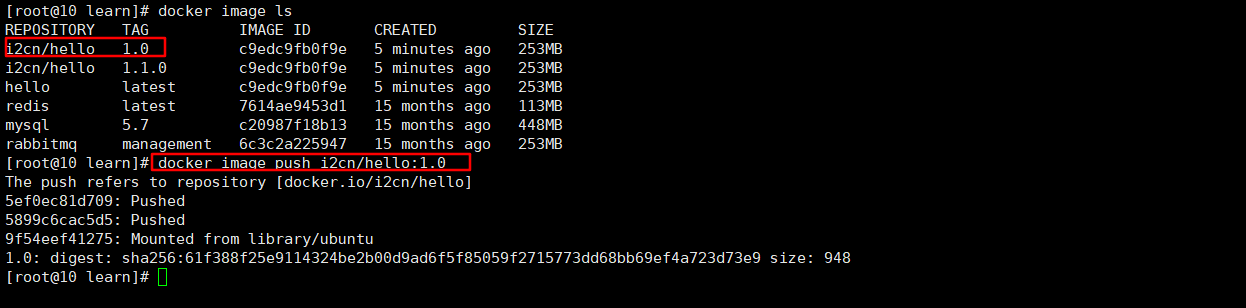 [root@10 learn]# docker image ls
REPOSITORY   TAG          IMAGE ID       CREATED         SIZE
i2cn/hello   1.0          c9edc9fb0f9e   5 minutes ago   253MB
i2cn/hello   1.1.0        c9edc9fb0f9e   5 minutes ago   253MB
hello        latest       c9edc9fb0f9e   5 minutes ago   253MB
redis        latest       7614ae9453d1   15 months ago   113MB
mysql        5.7          c20987f18b13   15 months ago   448MB
rabbitmq     management   6c3c2a225947   15 months ago   253MB
[root@10 learn]# docker image push i2cn/hello:1.0
The push refers to repository [docker.io/i2cn/hello]
5ef0ec81d709: Pushed
5899c6cac5d5: Pushed
9f54eef41275: Mounted from library/ubuntu
1.0: digest: sha256:61f388f25e9114324be2b00d9ad6f5f85059f2715773dd68bb69ef4a723d73e9 size: 948
[root@10 learn]#